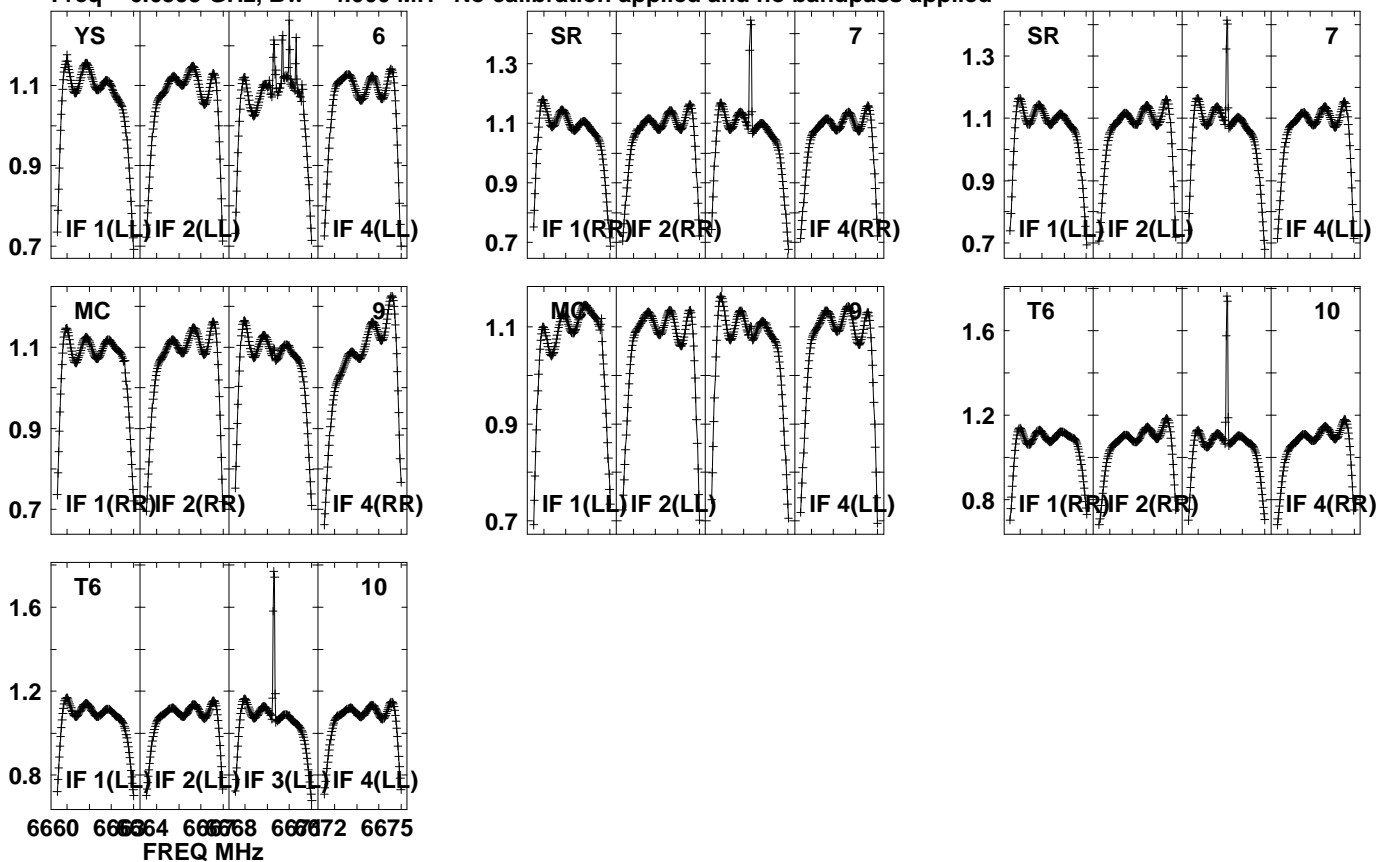 No calibration applied and no bandpass applied
YS 6
1.1
0.9
0.7
IF 1(LL) IF 2(LL) IF 4(LL)
SR 7
1.3
1.1
0.9
0.7
IF 1(RR) IF 2(RR) IF 4(RR)
SR 7
1.3
1.1
0.9
0.7
IF 1(LL) IF 2(LL) IF 4(LL)
MC 9
1.1
0.9
0.7
IF 1(RR) IF 2(RR) IF 4(RR)
MC 9
1.1
0.9
0.7
IF 1(LL) IF 2(LL) IF 4(LL)
T6 10
1.6
1.2
0.8
IF 1(RR) IF 2(RR) IF 4(RR)
T6 10
1.6
1.2
0.8
IF 1(LL) IF 2(LL) IF 3(LL) IF 4(LL)
6660 6663 6664 6667 6668 6671 6672 6675
FREQ MHz